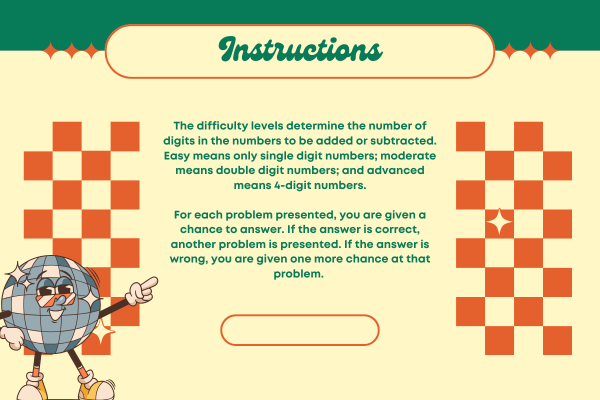 Instructions
The difficulty levels determine the number of
digits in the numbers to be added or subtracted.
Easy means only single digit numbers; moderate
means double digit numbers; and advanced
means 4-digit numbers.
For each problem presented, you are given a
chance to answer. If the answer is correct,
another problem is presented. If the answer is
wrong, you are given one more chance at that
problem.